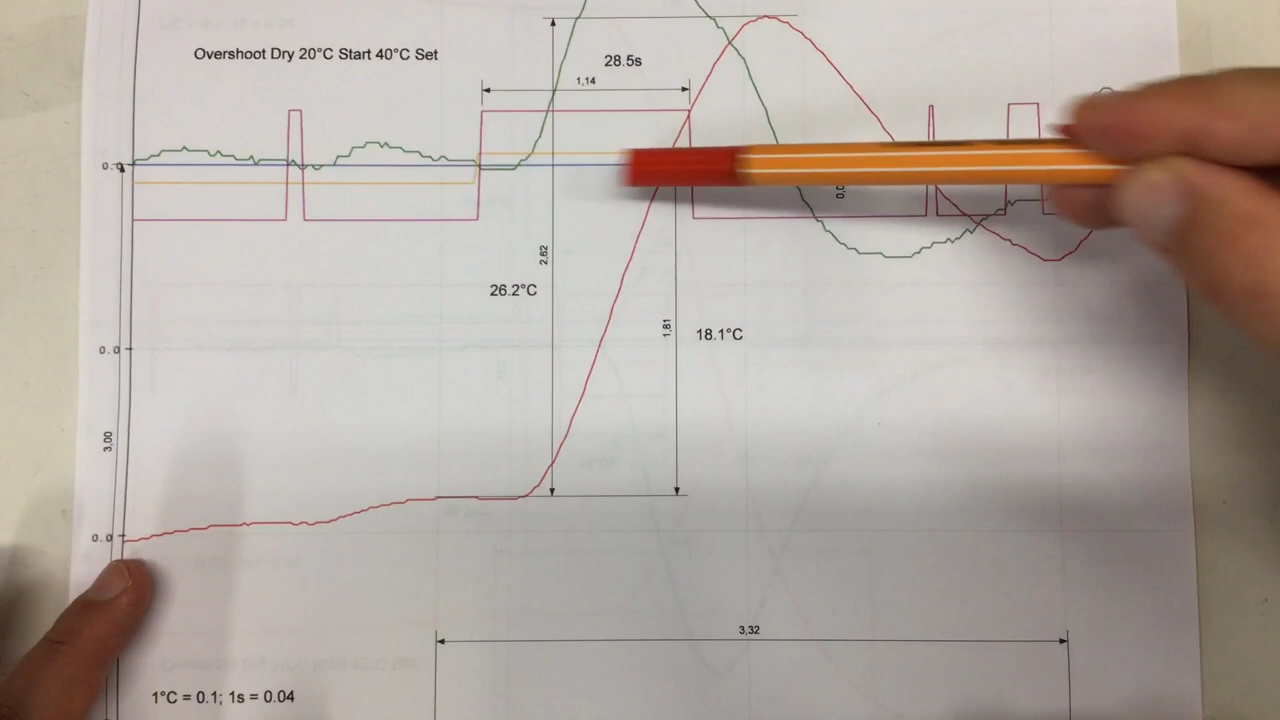 Overshoot Dry 20°C Start 40°C Set
28.5s
1,14
0.0
2,62
26.2°C
1,81
18.1°C
0.0
3,00
0.0
3,32
1°C = 0.1; 1s = 0.04